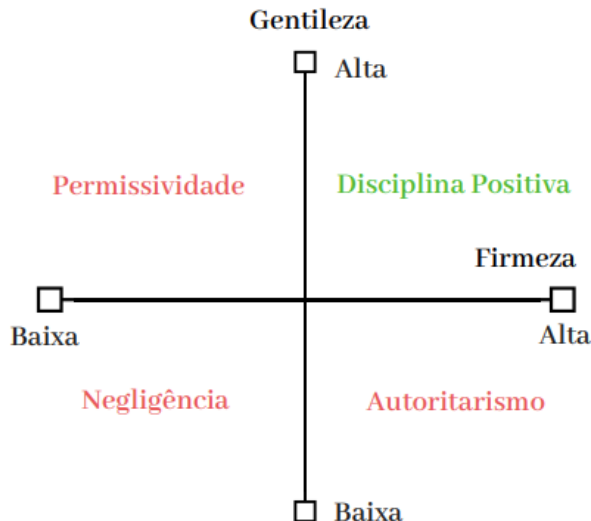 Gentileza
Alta
Permissividade
Disciplina Positiva
Firmeza
Baixa
Alta
Negligência
Autoritarismo
Baixa